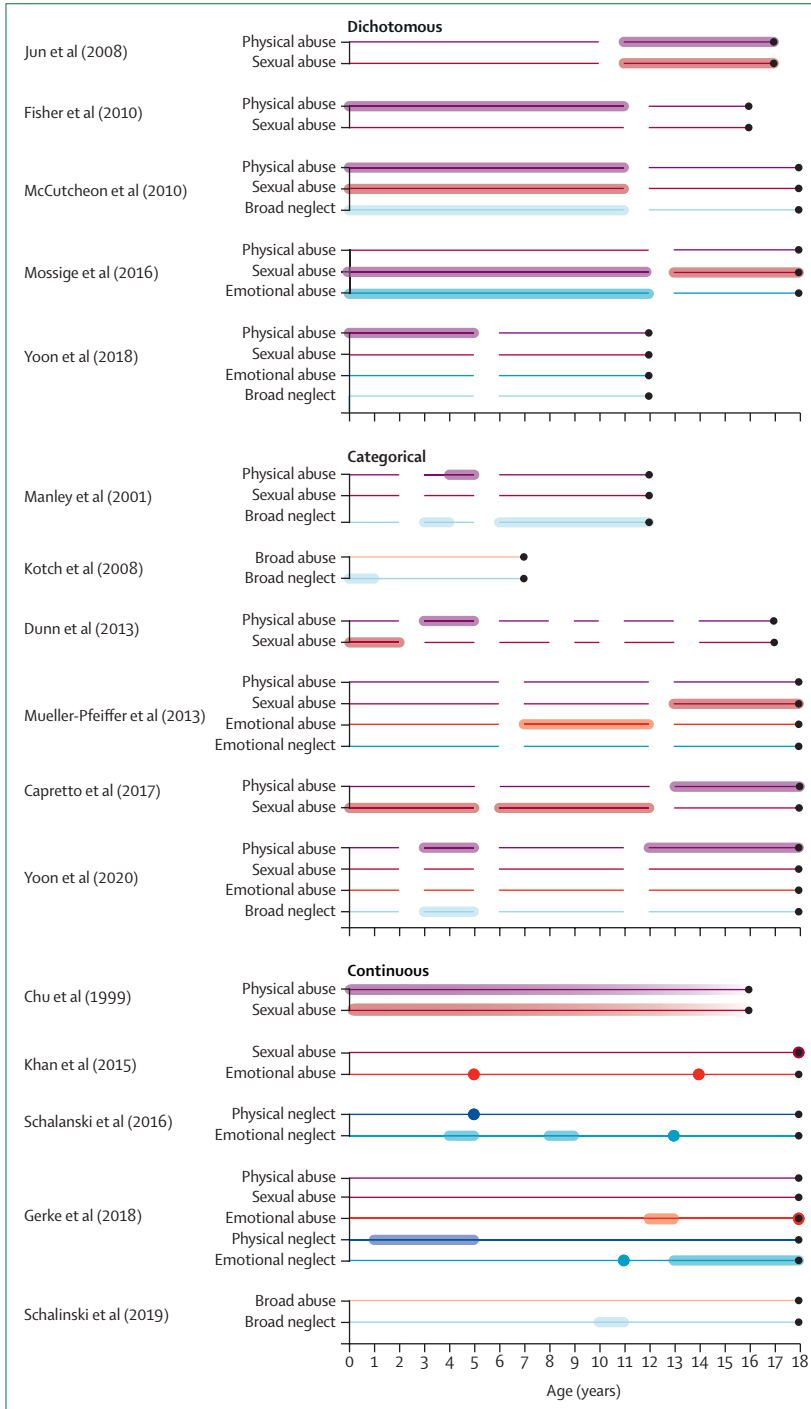 Dichotomous
Jun et al (2008)
Physical abuse
Sexual abuse
Fisher et al (2010)
Physical abuse
Sexual abuse
McCutcheon et al (2010)
Physical abuse
Sexual abuse
Broad neglect
Mossige et al (2016)
Physical abuse
Sexual abuse
Emotional abuse
Yoon et al (2018)
Physical abuse
Sexual abuse
Emotional abuse
Broad neglect
Categorical
Manley et al (2001)
Physical abuse
Sexual abuse
Broad neglect
Kotch et al (2008)
Broad abuse
Broad neglect
Dunn et al (2013)
Physical abuse
Sexual abuse
Mueller-Pfeiffer et al (2013)
Physical abuse
Sexual abuse
Emotional abuse
Emotional neglect
Capretto et al (2017)
Physical abuse
Sexual abuse
Yoon et al (2020)
Physical abuse
Sexual abuse
Emotional abuse
Broad neglect
Continuous
Chu et al (1999)
Physical abuse
Sexual abuse
Khan et al (2015)
Sexual abuse
Emotional abuse
Schalanski et al (2016)
Physical neglect
Emotional neglect
Gerke et al (2018)
Physical abuse
Sexual abuse
Emotional abuse
Physical neglect
Emotional neglect
Schalinski et al (2019)
Broad abuse
Broad neglect
0 1 2 3 4 5 6 7 8 9 10 11 12 13 14 15 16 17 18
Age (years)